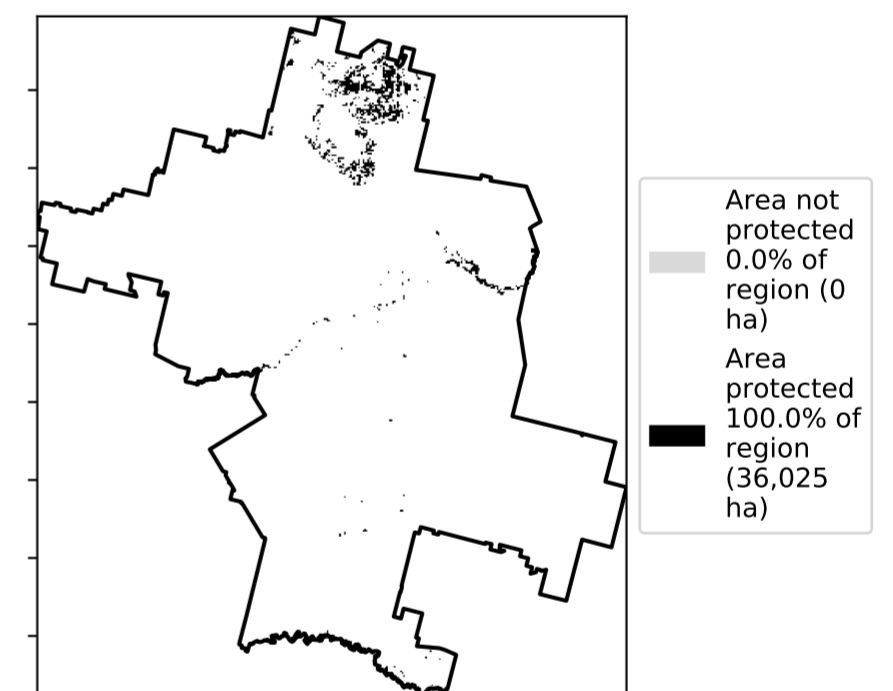 Area not
protected
0.0% of
region (0
ha)
Area
protected
100.0% of
region
(36,025
ha)